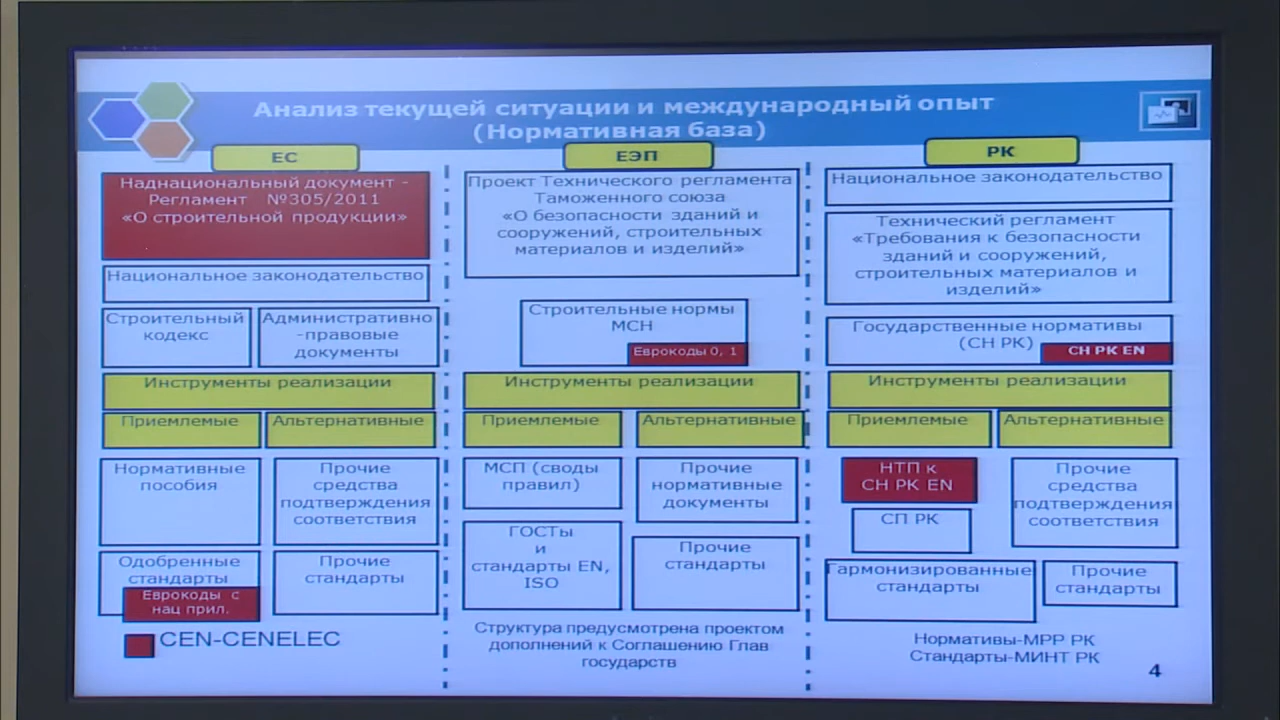 Анализ текущей ситуации и международный опыт
(Нормативная база)
ЕС
Наднациональный документ -
Регламент №305/2011
«О строительной продукции»
Национальное законодательство
Строительный
кодекс
Административно
-правовые
документы
Инструменты реализации
Приемлемые
Альтернативные
Нормативные
пособия
Прочие
средства
подтверждения
соответствия
Одобренные
стандарты
Еврокоды с
нац прил.
Прочие
стандарты
CEN-CENELEC
ЕЭП
Проект Технического регламента
Таможенного союза
«О безопасности зданий и
сооружений, строительных
материалов и изделий»
Строительные нормы
МСН
Еврокоды 0, 1
Инструменты реализации
Приемлемые
Альтернативные
МСП (своды
правил)
Прочие
нормативные
документы
ГОСТы
и
стандарты EN,
ISO
Прочие
стандарты
Структура предусмотрена проектом
дополнений к Соглашению Глав
государств
РК
Национальное законодательство
Технический регламент
«Требования к безопасности
зданий и сооружений,
строительных материалов и
изделий»
Государственные нормативы
(СН РК)
СН РК EN
Инструменты реализации
Приемлемые
Альтернативные
НТП к
СН РК EN
СП РК
Прочие
средства
подтверждения
соответствия
Гармонизированные
стандарты
Прочие
стандарты
Нормативы-МРР РК
Стандарты-МИНТ РК
4